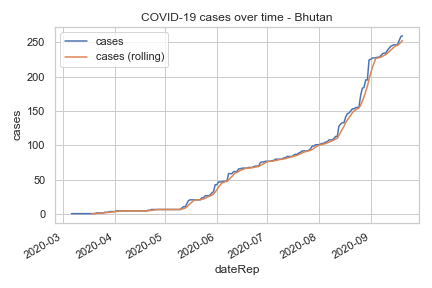 COVID-19 cases over time - Bhutan
cases
cases (rolling)
250
200
150
100
50
0
cases
2020-03
2020-04
2020-05
2020-06
2020-07
2020-08
2020-09
dateRep